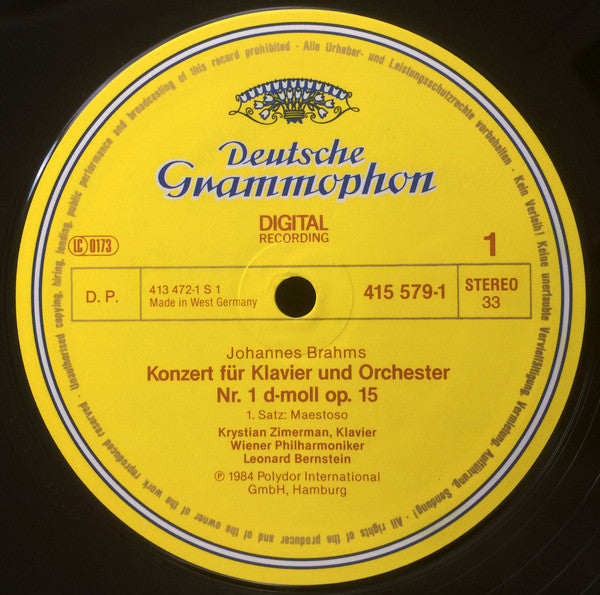 Unauthorised copying, hiring, lending, public performance and broadcasting of this record prohibited · Alle Urheber- und Leistungsschutzrechte vorbehalten · Kein Verleih! Keine unerlaubte Vervielfältigung, Vermietung, Aufführung, Sendung! · All rights of the producer and of the owner of the work reproduced reserved ·
Deutsche
Grammophon
DIGITAL
RECORDING
LC 0173
1
D. P.
413 472-1 S 1
Made in West Germany
415 579-1
STEREO
33
Johannes Brahms
Konzert für Klavier und Orchester
Nr. 1 d-moll op. 15
1. Satz: Maestoso
Krystian Zimerman, Klavier
Wiener Philharmoniker
Leonard Bernstein
℗ 1984 Polydor International
GmbH, Hamburg